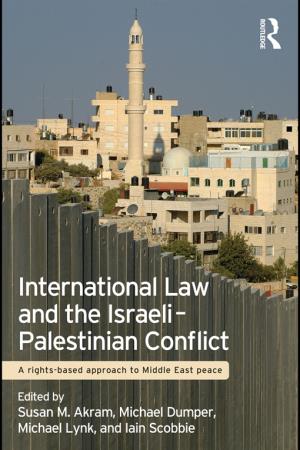 ROUTLEDGE
International Law
and the Israeli–
Palestinian Conflict
A rights-based approach to Middle East peace
Edited by
Susan M. Akram, Michael Dumper,
Michael Lynk, and Iain Scobbie